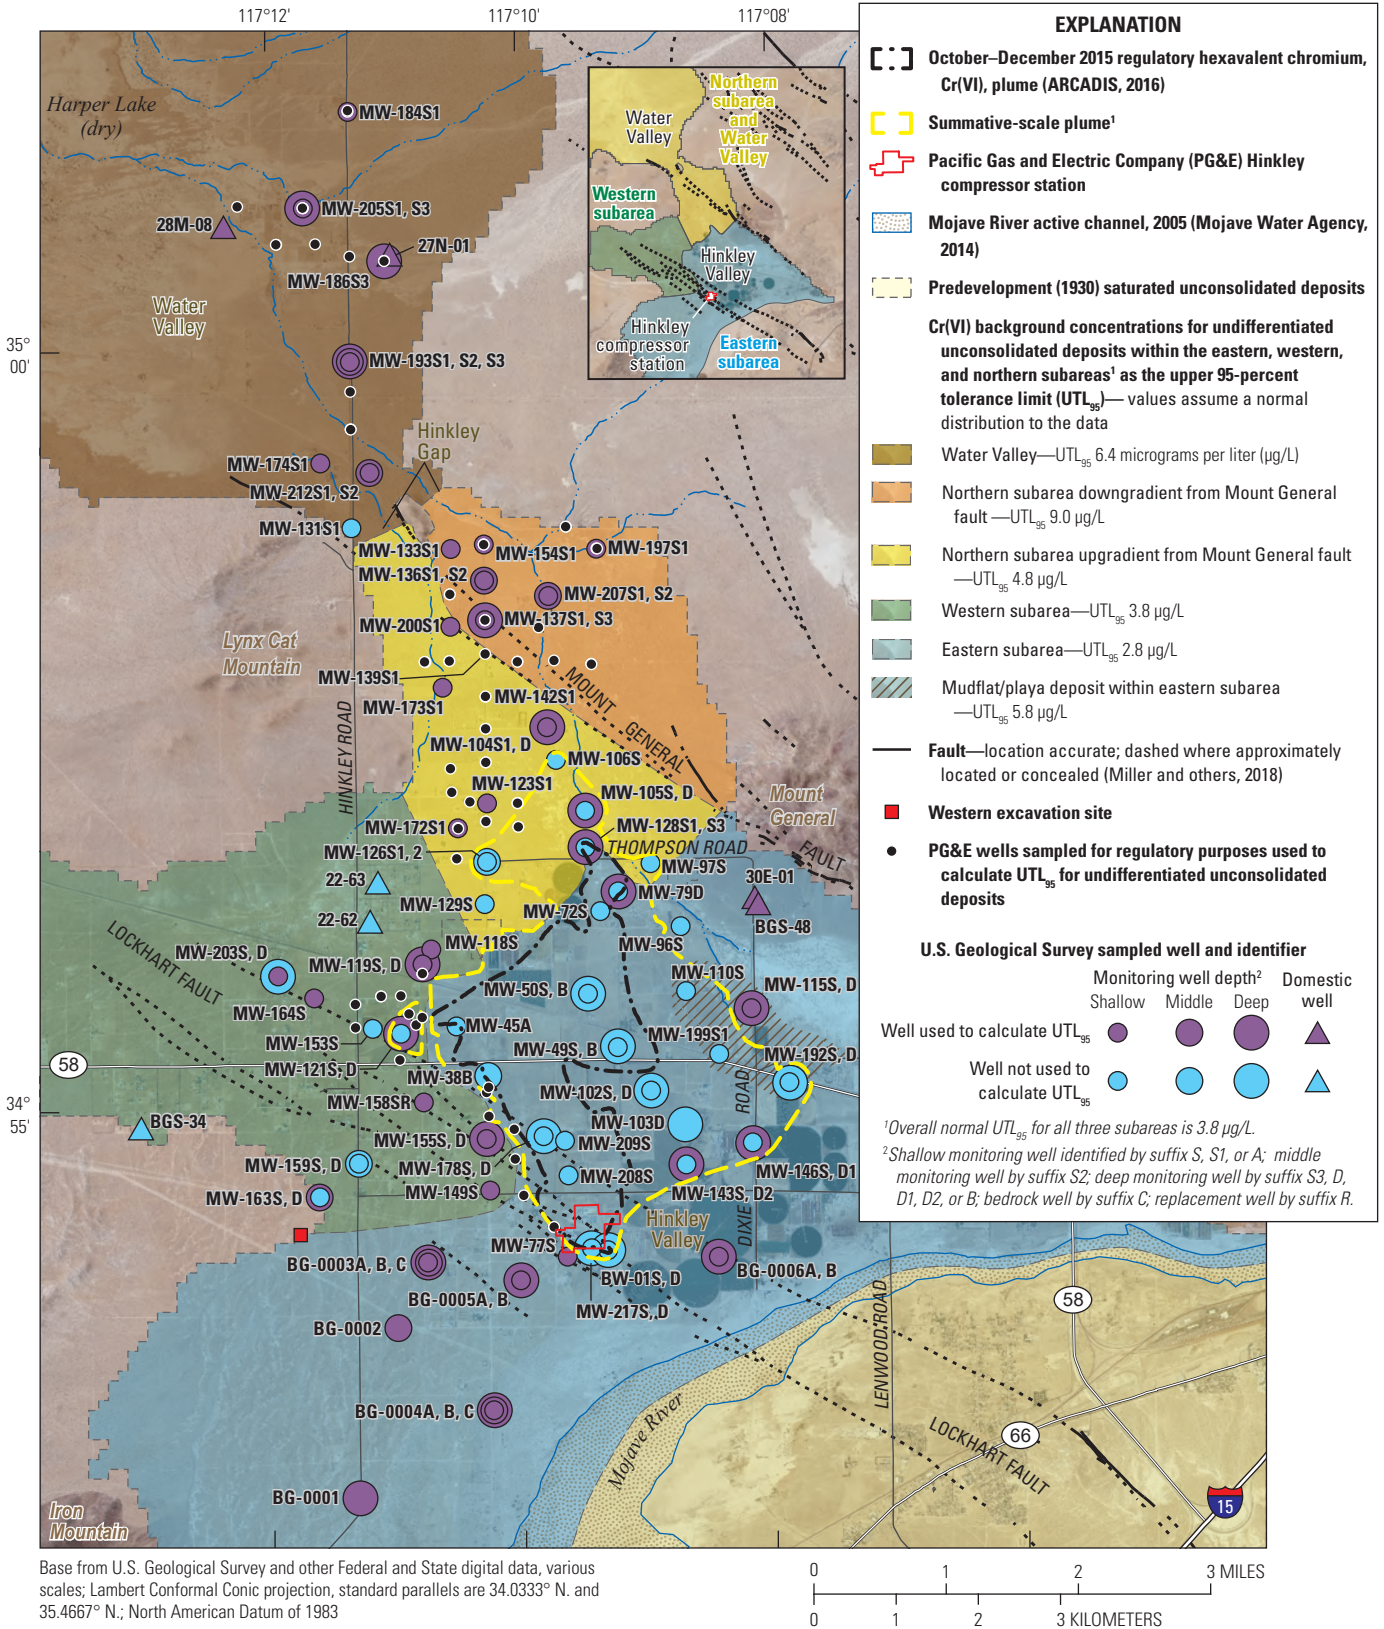 117°12'
117°10'
117°08'
Harper Lake
(dry)
MW-184S1
MW-205S1, S3
28M-08
27N-01
MW-186S3
Water
Valley
35°
00'
MW-193S1, S2, S3
Hinkley
Gap
MW-174S1
MW-212S1, S2
MW-131S1
MW-133S1
MW-154S1
MW-197S1
MW-136S1, S2
MW-207S1, S2
MW-137S1, S3
MW-200S1
Lynx Cat
Mountain
MW-139S1
MOUNT GENERAL FAULT
MW-173S1
MW-142S1
HINKLEY ROAD
MW-104S1, D
MW-106S
MW-123S1
MW-105S, D
Mount
General
MW-172S1
MW-128S1, S3
THOMPSON ROAD
MW-126S1, 2
MW-97S
22-63
MW-79D
30E-01
MW-129S
MW-72S
22-62
BGS-48
LOCKHART FAULT
MW-118S
MW-96S
MW-203S, D
MW-119S, D
MW-110S
MW-50S, B
MW-115S, D
MW-164S
MW-45A
MW-199S1
MW-153S
MW-49S, B
MW-192S, D
58
MW-121S, D
MW-38B
MW-102S, D
DIXIE ROAD
34°
55'
MW-158SR
MW-103D
BGS-34
MW-155S, D
MW-209S
MW-159S, D
MW-178S, D
MW-208S
MW-146S, D1
MW-163S, D
MW-149S
MW-143S, D2
Hinkley
Valley
MW-77S
BG-0003A, B, C
BW-01S, D
BG-0006A, B
BG-0005A, B
MW-217S, D
BG-0002
LENWOOD ROAD
58
BG-0004A, B, C
Mojave River
66
LOCKHART FAULT
BG-0001
15
Iron
Mountain
Northern
subarea
and
Water
Valley
Water
Valley
Western
subarea
Hinkley
Valley
Hinkley
compressor
station
Eastern
subarea
EXPLANATION
October–December 2015 regulatory hexavalent chromium,
Cr(VI), plume (ARCADIS, 2016)
Summative-scale plume¹
Pacific Gas and Electric Company (PG&E) Hinkley
compressor station
Mojave River active channel, 2005 (Mojave Water Agency,
2014)
Predevelopment (1930) saturated unconsolidated deposits
Cr(VI) background concentrations for undifferentiated
unconsolidated deposits within the eastern, western,
and northern subareas¹ as the upper 95-percent
tolerance limit (UTL₉₅)— values assume a normal
distribution to the data
Water Valley—UTL₉₅ 6.4 micrograms per liter (µg/L)
Northern subarea downgradient from Mount General
fault —UTL₉₅ 9.0 µg/L
Northern subarea upgradient from Mount General fault
—UTL₉₅ 4.8 µg/L
Western subarea—UTL₉₅ 3.8 µg/L
Eastern subarea—UTL₉₅ 2.8 µg/L
Mudflat/playa deposit within eastern subarea
—UTL₉₅ 5.8 µg/L
Fault—location accurate; dashed where approximately
located or concealed (Miller and others, 2018)
Western excavation site
PG&E wells sampled for regulatory purposes used to
calculate UTL₉₅ for undifferentiated unconsolidated
deposits
U.S. Geological Survey sampled well and identifier
Monitoring well depth² Domestic
Shallow Middle Deep well
Well used to calculate UTL₉₅
Well not used to
calculate UTL₉₅
¹Overall normal UTL₉₅ for all three subareas is 3.8 µg/L.
²Shallow monitoring well identified by suffix S, S1, or A; middle
monitoring well by suffix S2; deep monitoring well by suffix S3, D,
D1, D2, or B; bedrock well by suffix C; replacement well by suffix R.
Base from U.S. Geological Survey and other Federal and State digital data, various
scales; Lambert Conformal Conic projection, standard parallels are 34.0333° N. and
35.4667° N.; North American Datum of 1983
0 1 2 3 MILES
0 1 2 3 KILOMETERS